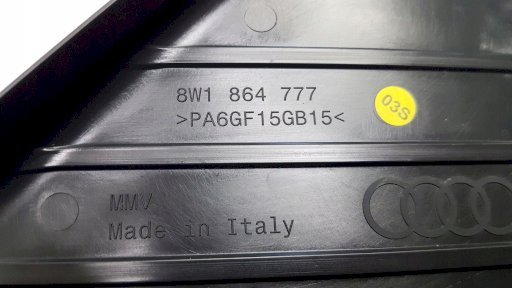 8W1 864 777
>PA6GF15GB15<
03S
MMV
Made in Italy